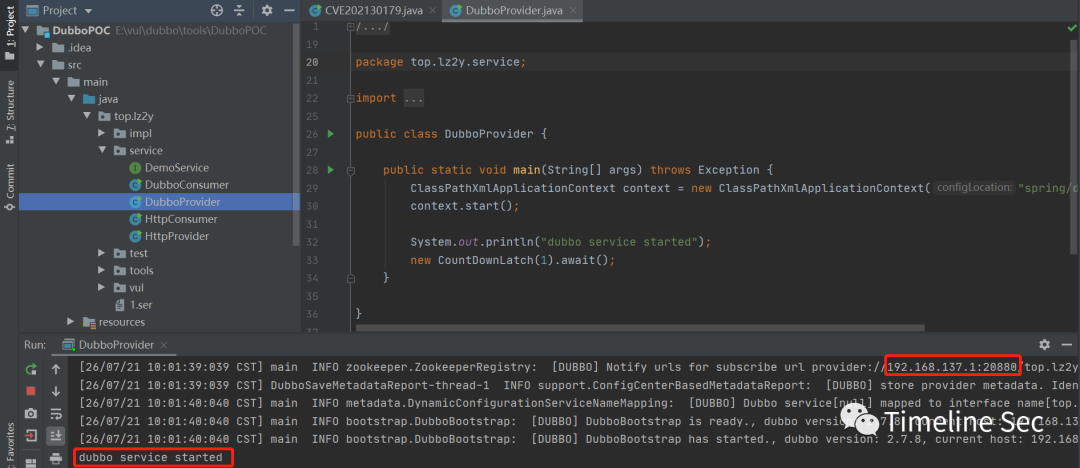 1: Project
7: Structure
Commit
Favorites
Project
DubboPOC E:\vul\dubbo\tools\DubboPOC
.idea
src
main
java
top.lz2y
impl
service
DemoService
DubboConsumer
DubboProvider
HttpConsumer
HttpProvider
test
tools
vul
1.ser
resources
CVE202130179.java
DubboProvider.java
1 /.../
19
20 package top.lz2y.service;
21
22 import ...
25
26 public class DubboProvider {
27
28 public static void main(String[] args) throws Exception {
29 ClassPathXmlApplicationContext context = new ClassPathXmlApplicationContext( configLocation: "spring/d
30 context.start();
31
32 System.out.println("dubbo service started");
33 new CountDownLatch(1).await();
34 }
35
36 }
37
Run: DubboProvider
[26/07/21 10:01:39:039 CST] main INFO zookeeper.ZookeeperRegistry: [DUBBO] Notify urls for subscribe url provider://192.168.137.1:20880/top.lz2y
[26/07/21 10:01:39:039 CST] DubboSaveMetadataReport-thread-1 INFO support.ConfigCenterBasedMetadataReport: [DUBBO] store provider metadata. Iden
[26/07/21 10:01:40:040 CST] main INFO metadata.DynamicConfigurationServiceNameMapping: [DUBBO] Dubbo service[null] mapped to interface name[top.
[26/07/21 10:01:40:040 CST] main INFO bootstrap.DubboBootstrap: [DUBBO] DubboBootstrap is ready., dubbo version: 2.7.8, current host: 192.168.13
[26/07/21 10:01:40:040 CST] main INFO bootstrap.DubboBootstrap: [DUBBO] DubboBootstrap has started., dubbo version: 2.7.8, current host: 192.168
dubbo service started
Timeline Sec